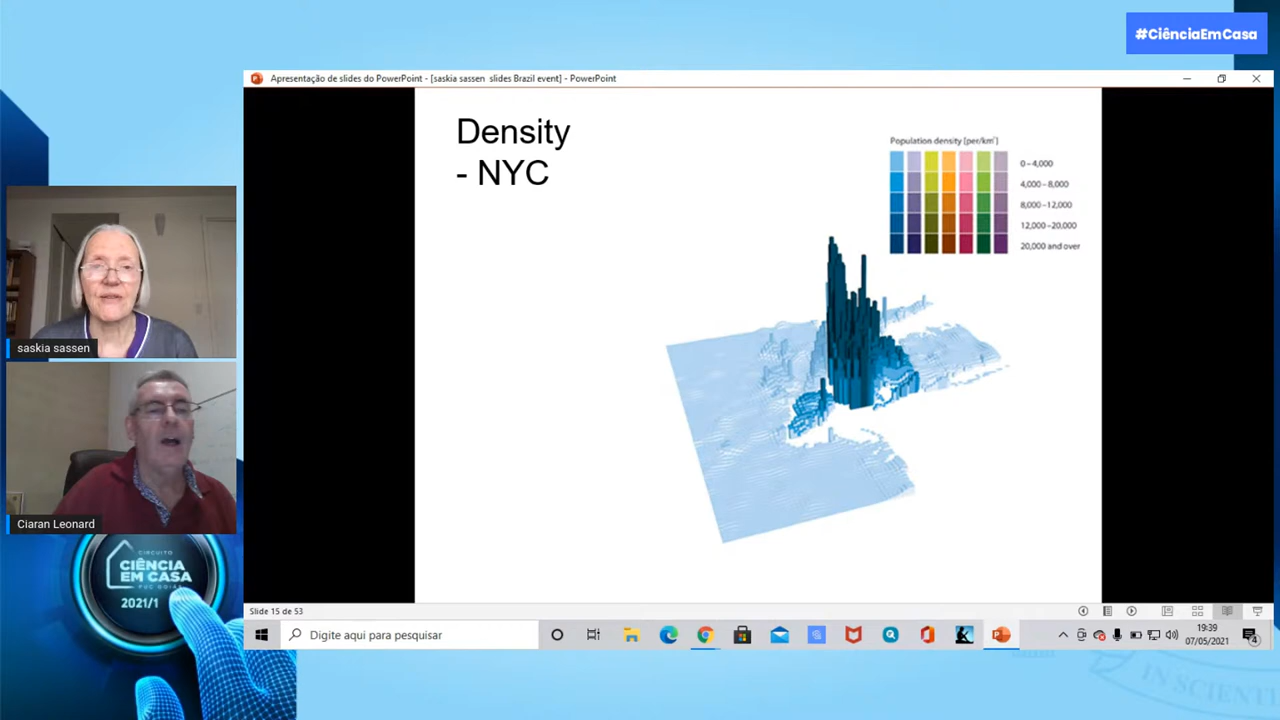 #CiênciaEmCasa
Apresentação de slides do PowerPoint - [saskia sassen slides Brazil event] - PowerPoint
Density
- NYC
Population density [per/km²]
0–4,000
4,000–8,000
8,000–12,000
12,000–20,000
20,000 and over
saskia sassen
Ciaran Leonard
CIRCUITO
CIÊNCIA
EM CASA
PUC GOIÁS
2021/1
Slide 15 de 53
Digite aqui para pesquisar
19:39
07/05/2021
4
IN SCIENTI